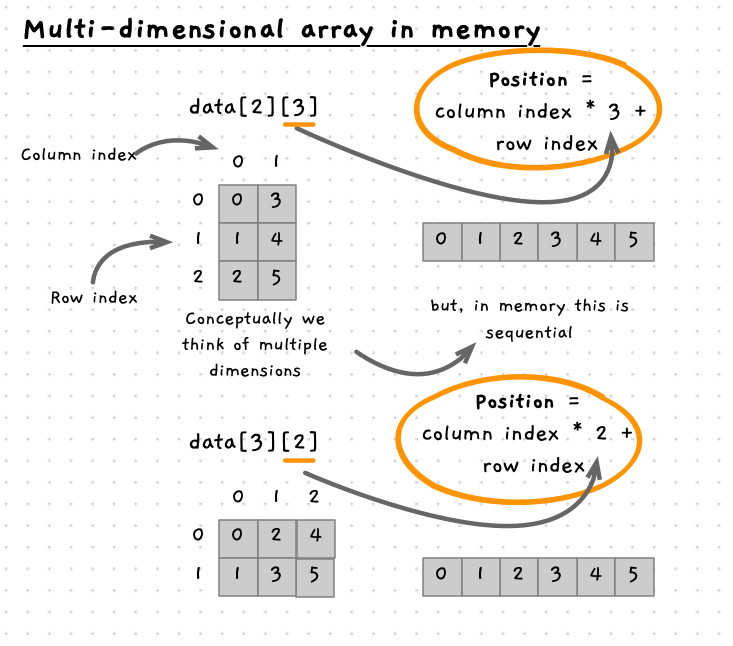 Multi-dimensional array in memory
data[2][3]
Position =
column index * 3 +
row index
Column index
0 1
0 0 3
1 1 4
2 2 5
Row index
0 1 2 3 4 5
Conceptually we
think of multiple
dimensions
but, in memory this is
sequential
data[3][2]
Position =
column index * 2 +
row index
0 1 2
0 0 2 4
1 1 3 5
0 1 2 3 4 5